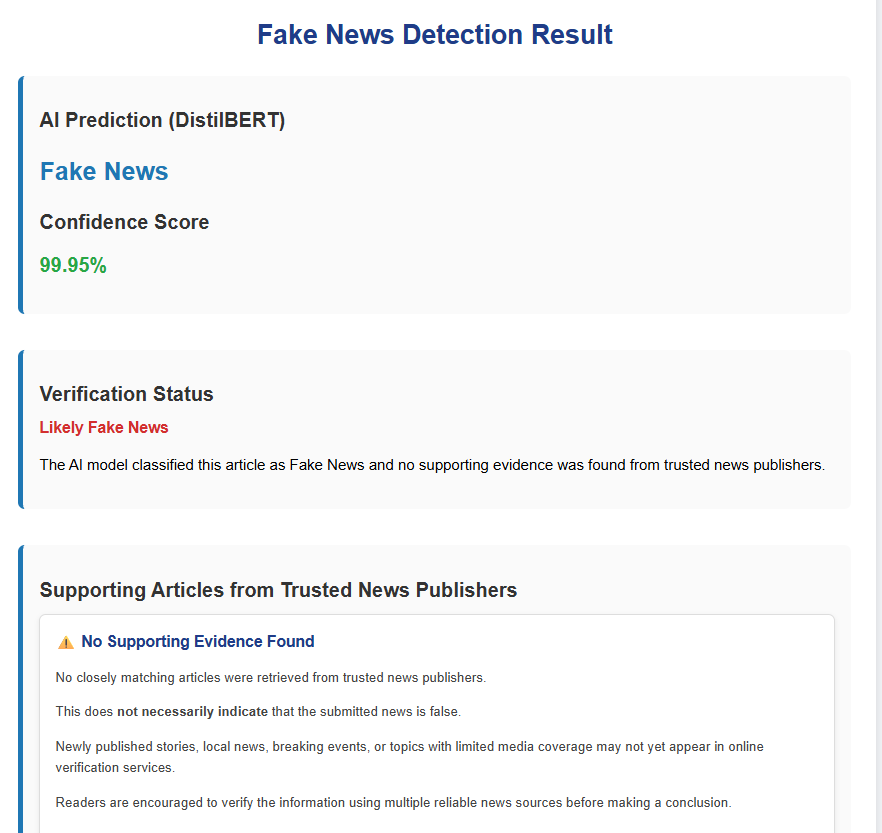 Fake News Detection Result
AI Prediction (DistilBERT)
Fake News
Confidence Score
99.95%
Verification Status
Likely Fake News
The AI model classified this article as Fake News and no supporting evidence was found from trusted news publishers.
Supporting Articles from Trusted News Publishers
⚠️ No Supporting Evidence Found
No closely matching articles were retrieved from trusted news publishers.
This does not necessarily indicate that the submitted news is false.
Newly published stories, local news, breaking events, or topics with limited media coverage may not yet appear in online
verification services.
Readers are encouraged to verify the information using multiple reliable news sources before making a conclusion.